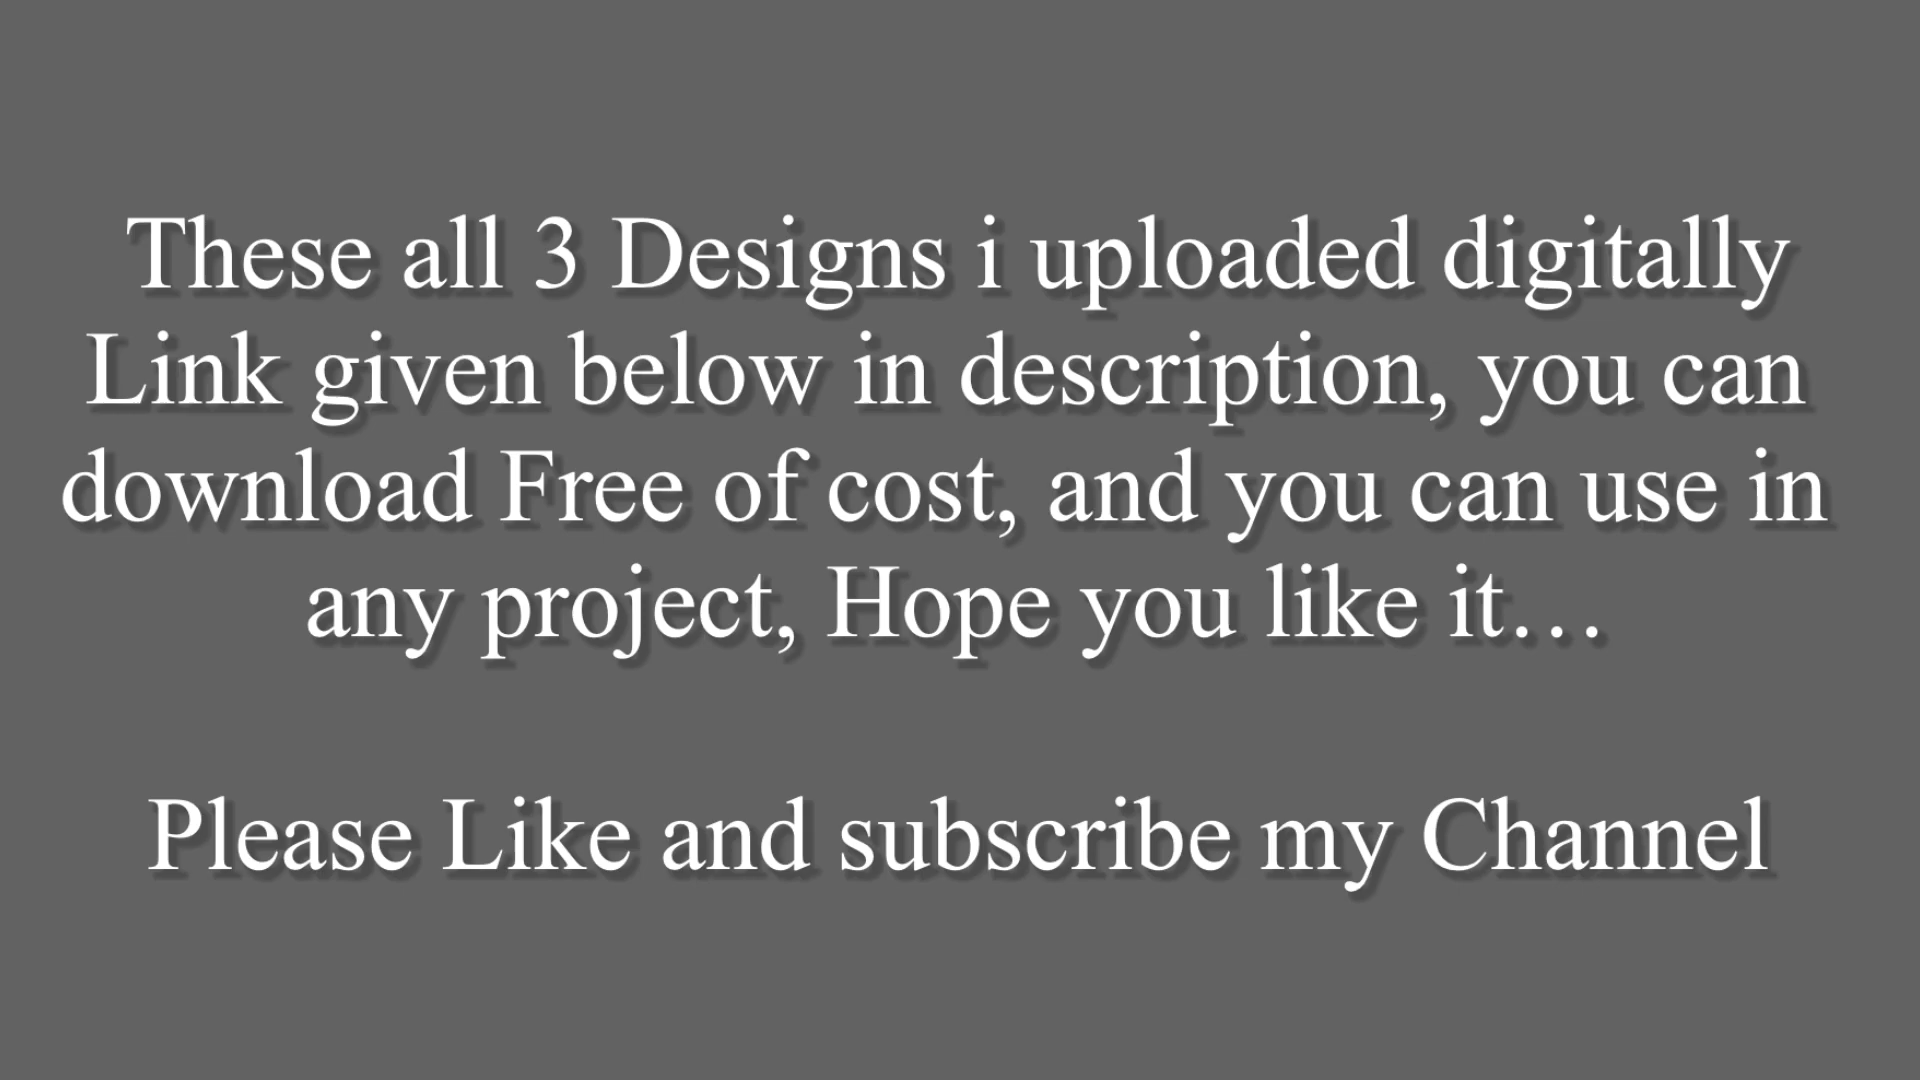 These all 3 Designs i uploaded digitally
Link given below in description, you can
download Free of cost, and you can use in
any project, Hope you like it…
Please Like and subscribe my Channel